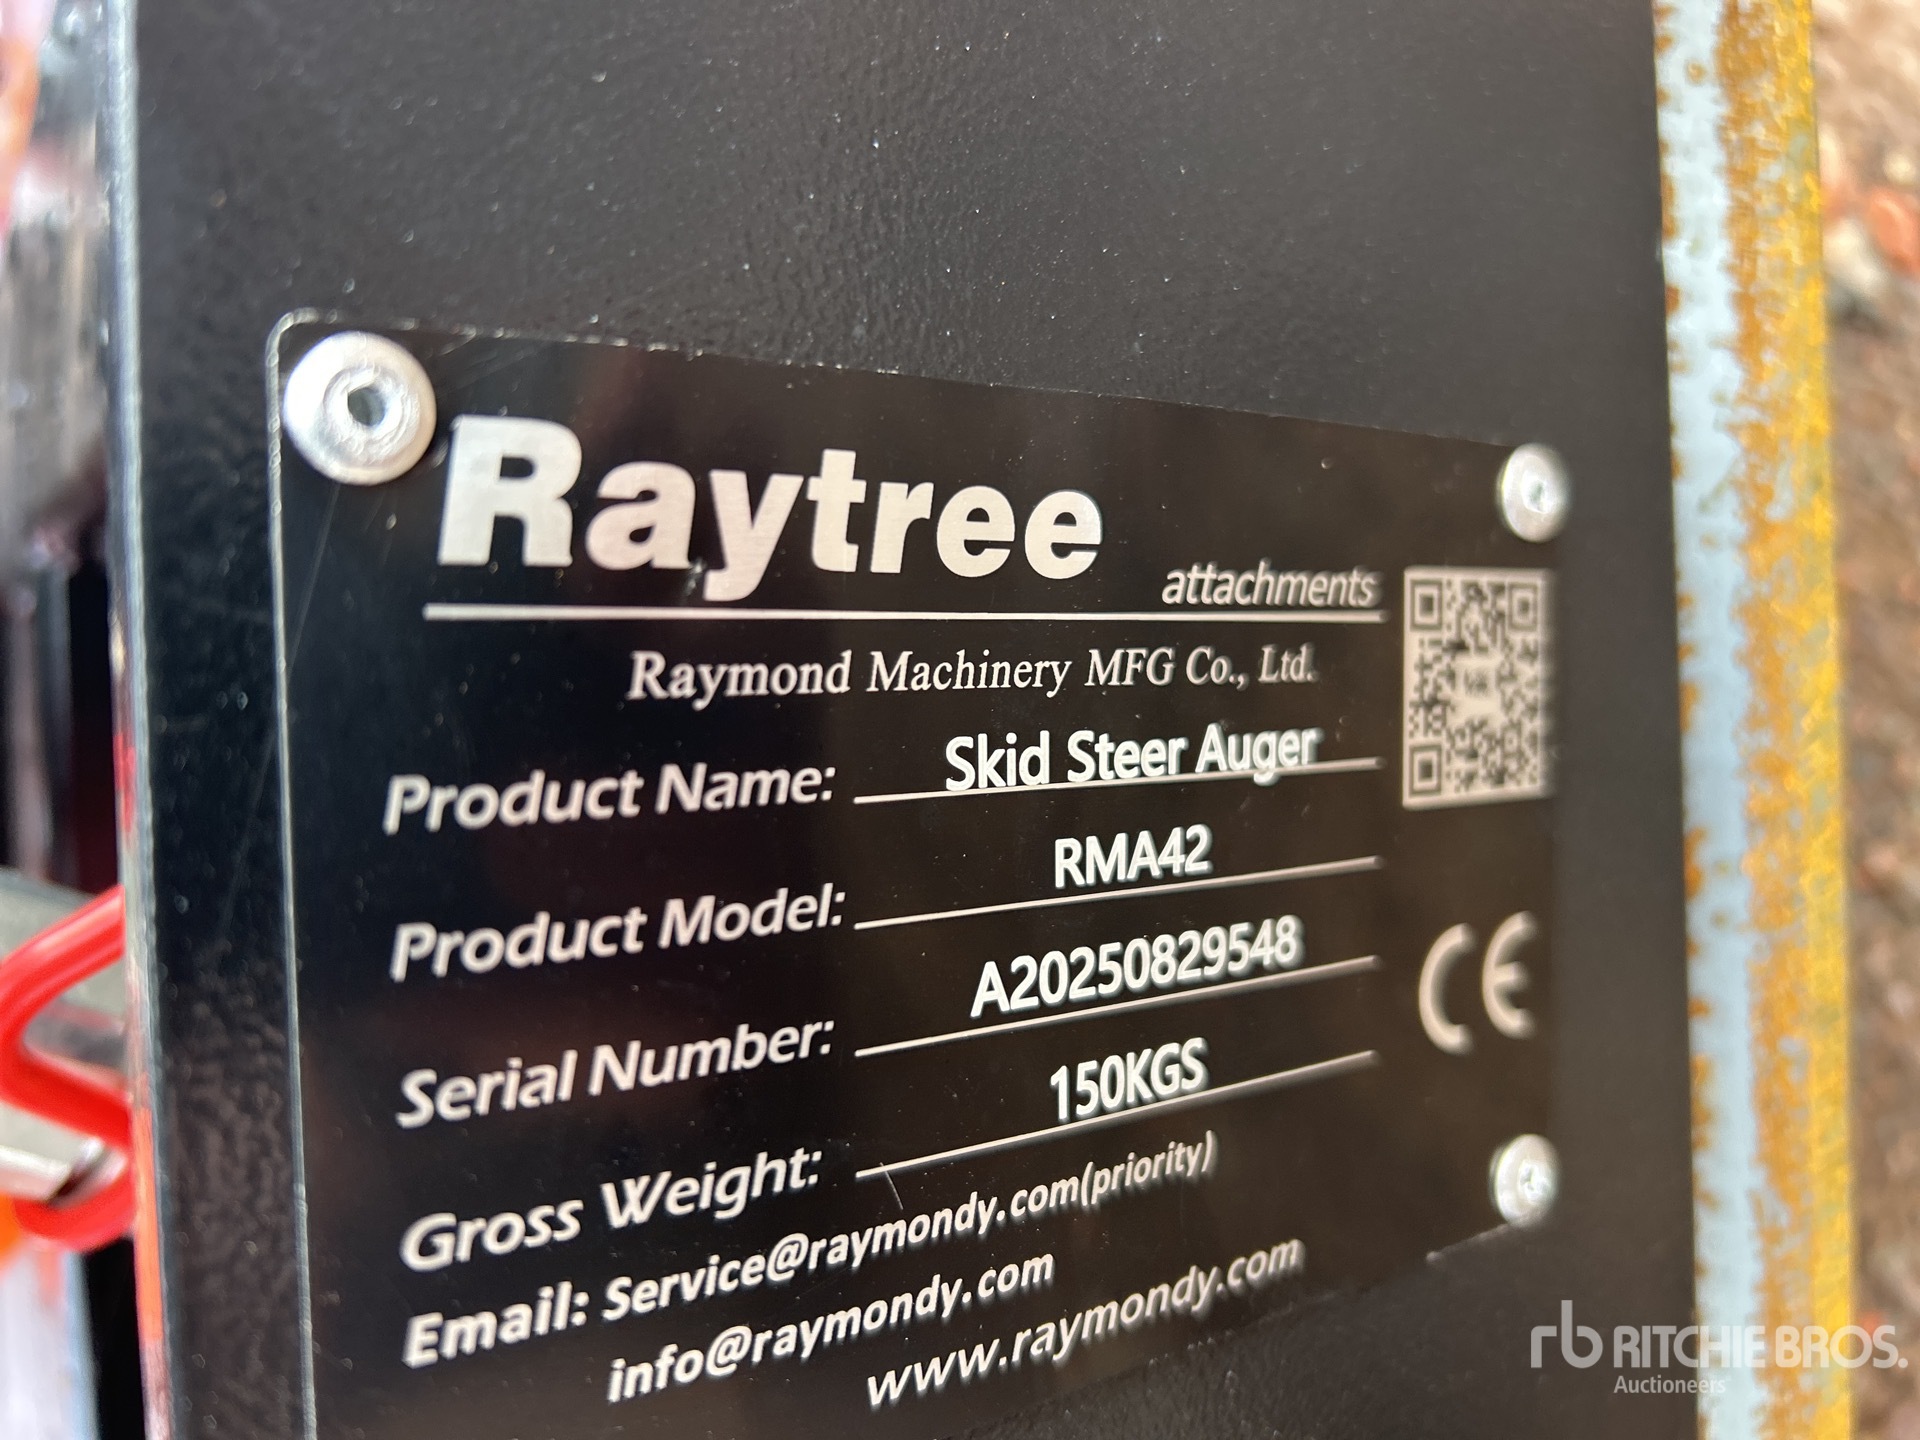 Raytree
attachments
Raymond Machinery MFG Co., Ltd.
Product Name: Skid Steer Auger
Product Model: RMA42
Serial Number: A20250829548
Gross Weight: 150KGS
CE
Email: Service@raymondy.com(priority)
info@raymondy.com
www.raymondy.com
rb RITCHIE BROS.
Auctioneers